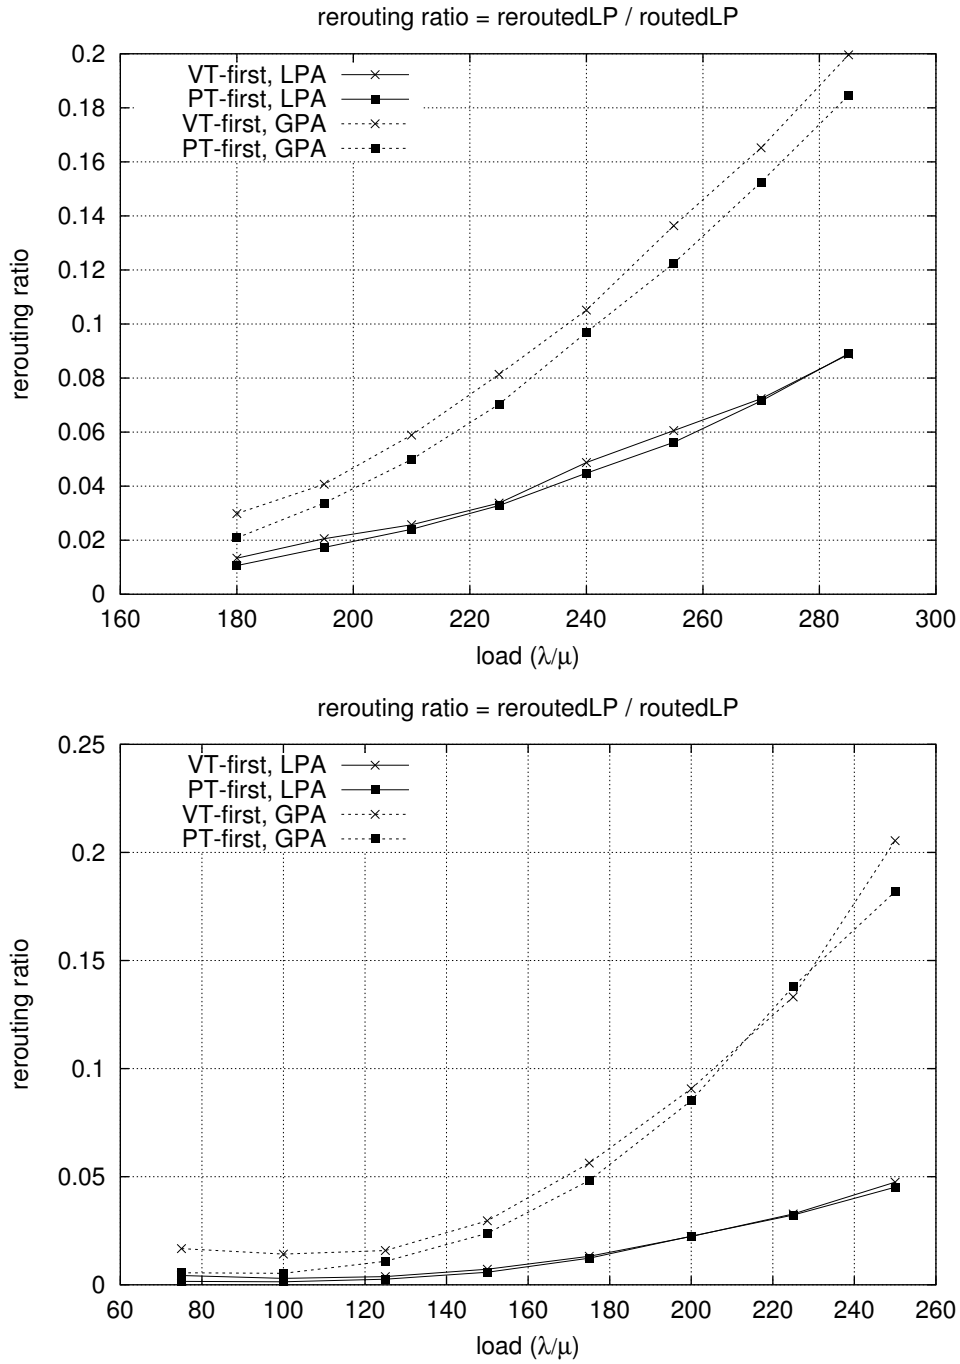 rerouting ratio = reroutedLP / routedLP
0.2
VT-first, LPA
PT-first, LPA
VT-first, GPA
PT-first, GPA
0.18
0.16
0.14
0.12
0.1
0.08
0.06
0.04
0.02
0
rerouting ratio
160 180 200 220 240 260 280 300
load (λ/μ)
rerouting ratio = reroutedLP / routedLP
0.25
VT-first, LPA
PT-first, LPA
VT-first, GPA
PT-first, GPA
0.2
0.15
0.1
0.05
0
rerouting ratio
60 80 100 120 140 160 180 200 220 240 260
load (λ/μ)